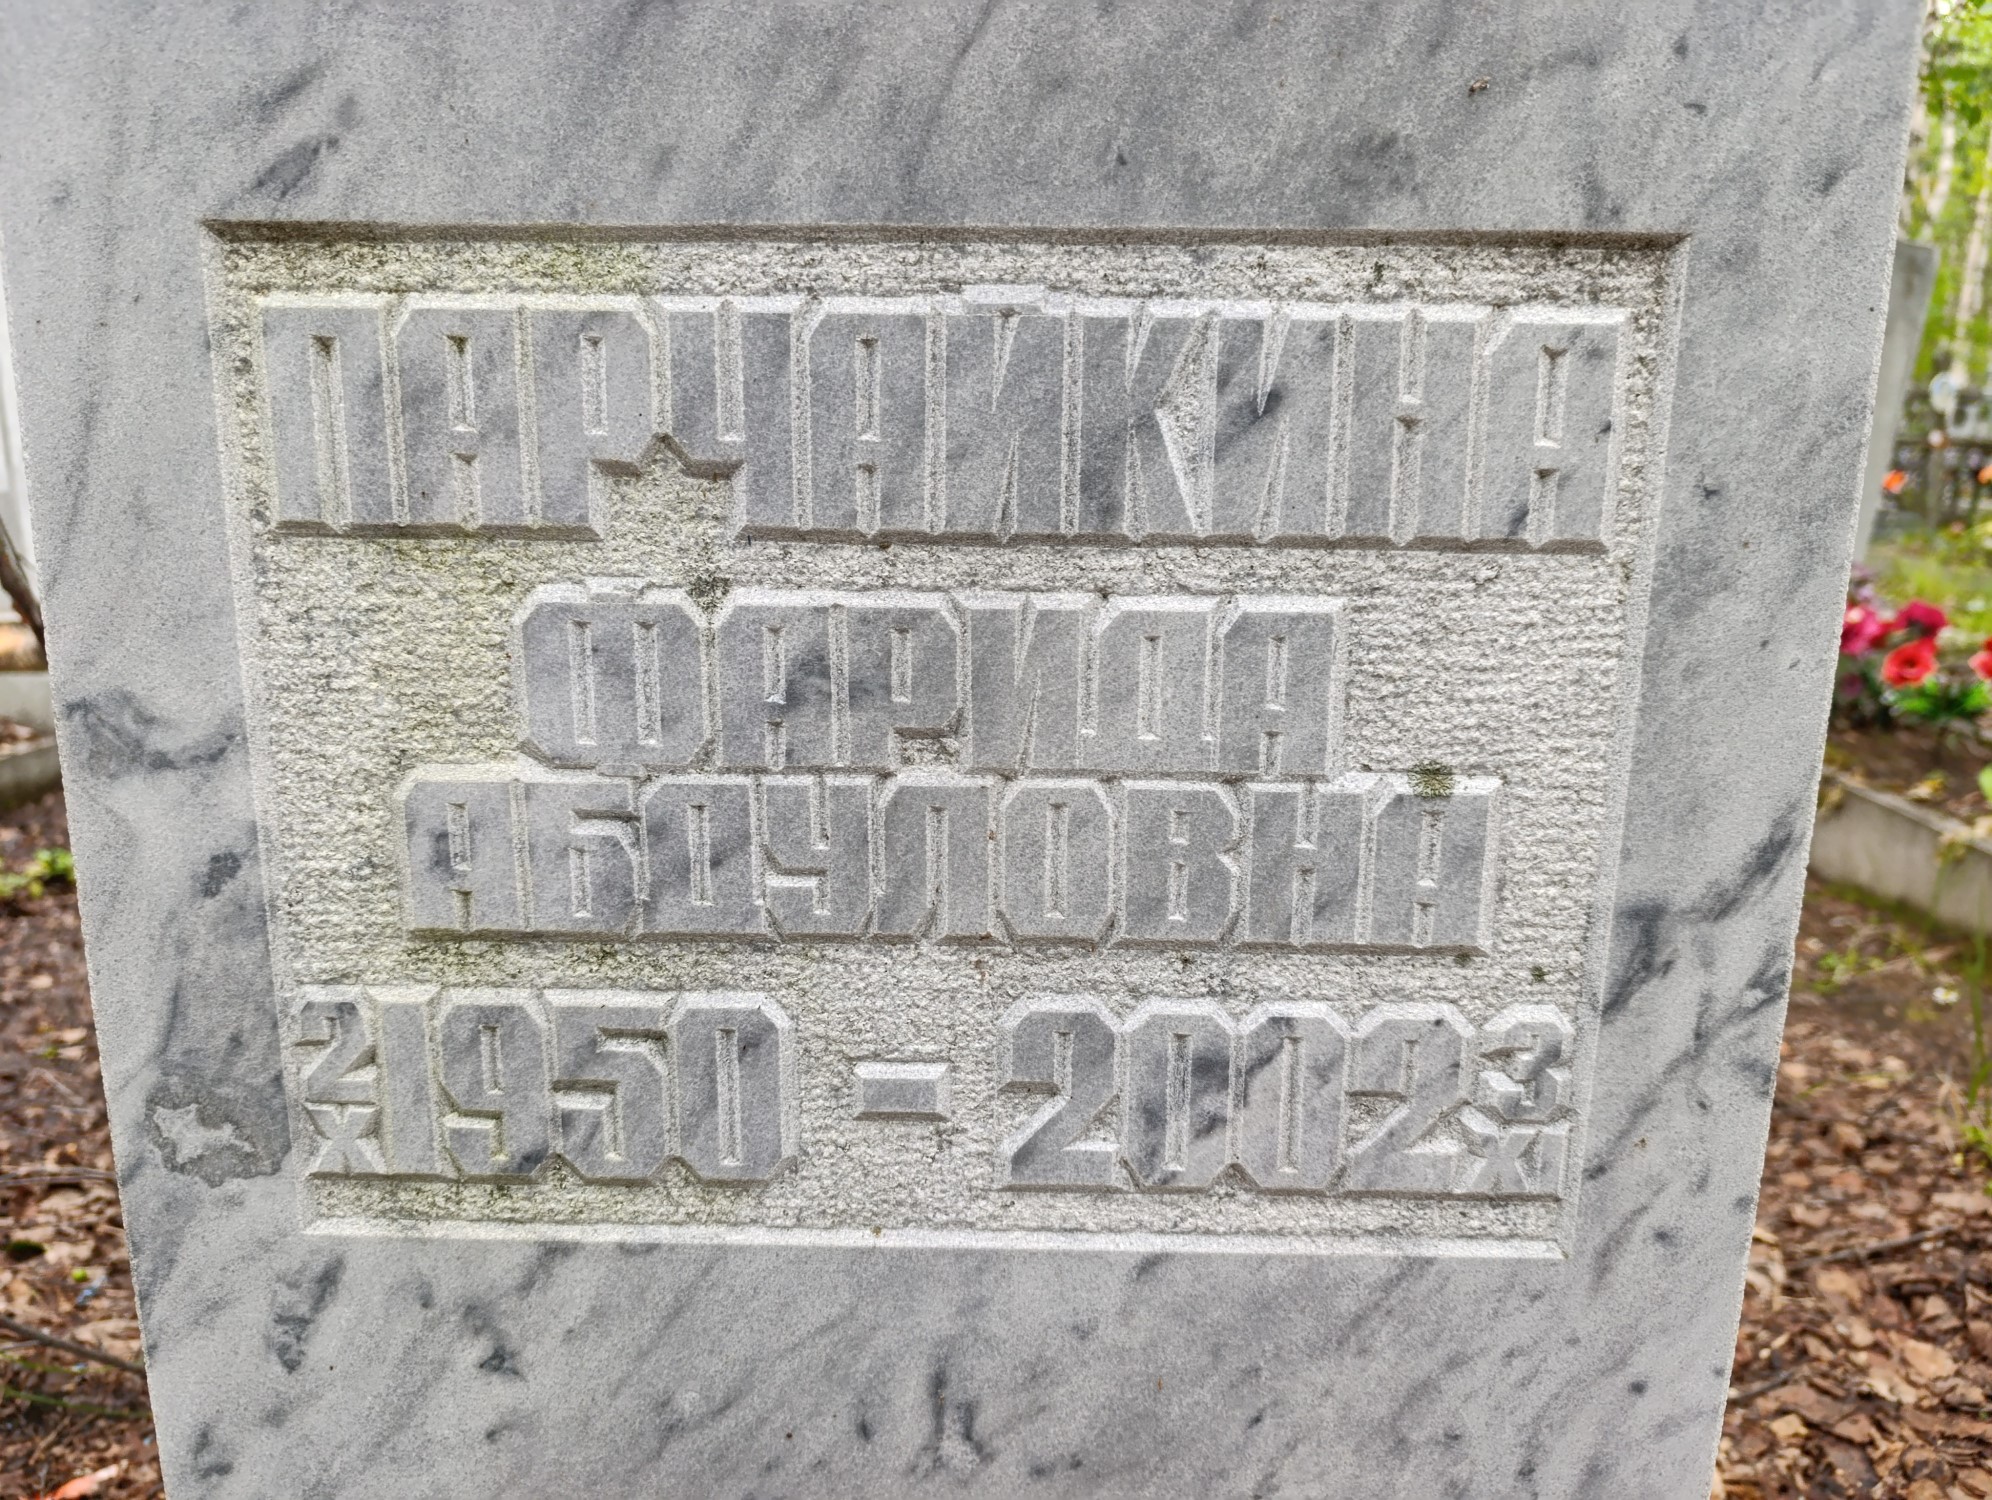 ПАРЧАЙКИНА
ФАРИДА
АБДУЛОВНА
2/X 1950 - 2002 3/X